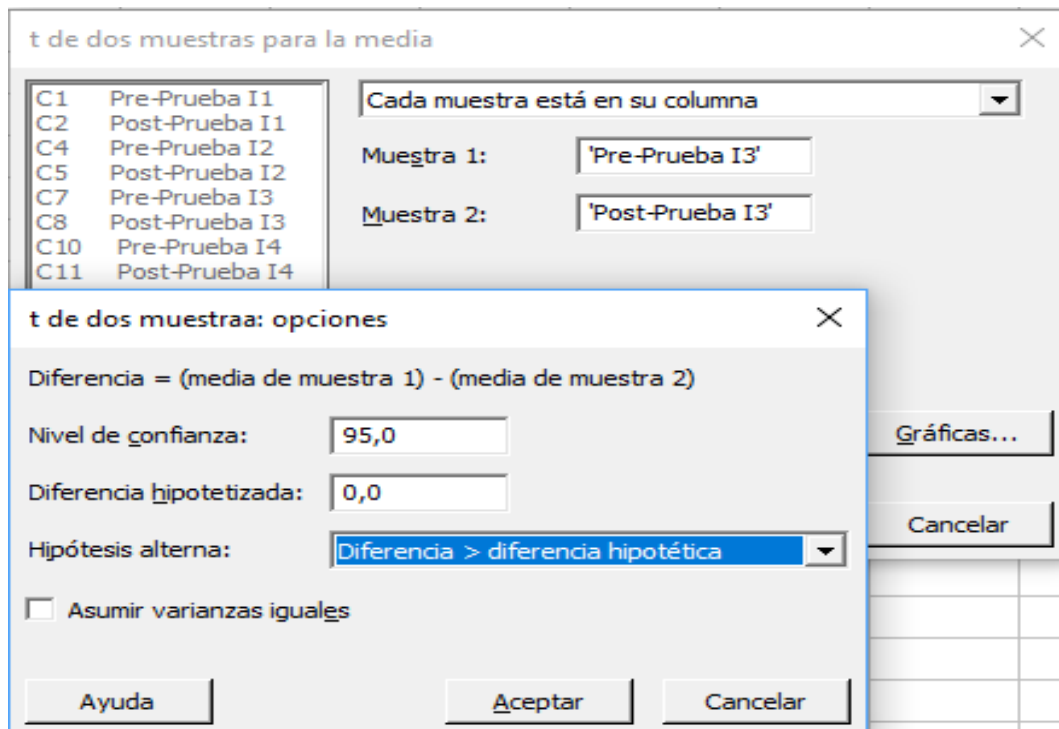 t de dos muestras para la media
C1 Pre-Prueba I1
C2 Post-Prueba I1
C4 Pre-Prueba I2
C5 Post-Prueba I2
C7 Pre-Prueba I3
C8 Post-Prueba I3
C10 Pre-Prueba I4
C11 Post-Prueba I4
Cada muestra está en su columna
Muestra 1: 'Pre-Prueba I3'
Muestra 2: 'Post-Prueba I3'
Gráficas...
Cancelar
t de dos muestraa: opciones
Diferencia = (media de muestra 1) - (media de muestra 2)
Nivel de confianza: 95,0
Diferencia hipotetizada: 0,0
Hipótesis alterna: Diferencia > diferencia hipotética
Asumir varianzas iguales
Ayuda Aceptar Cancelar